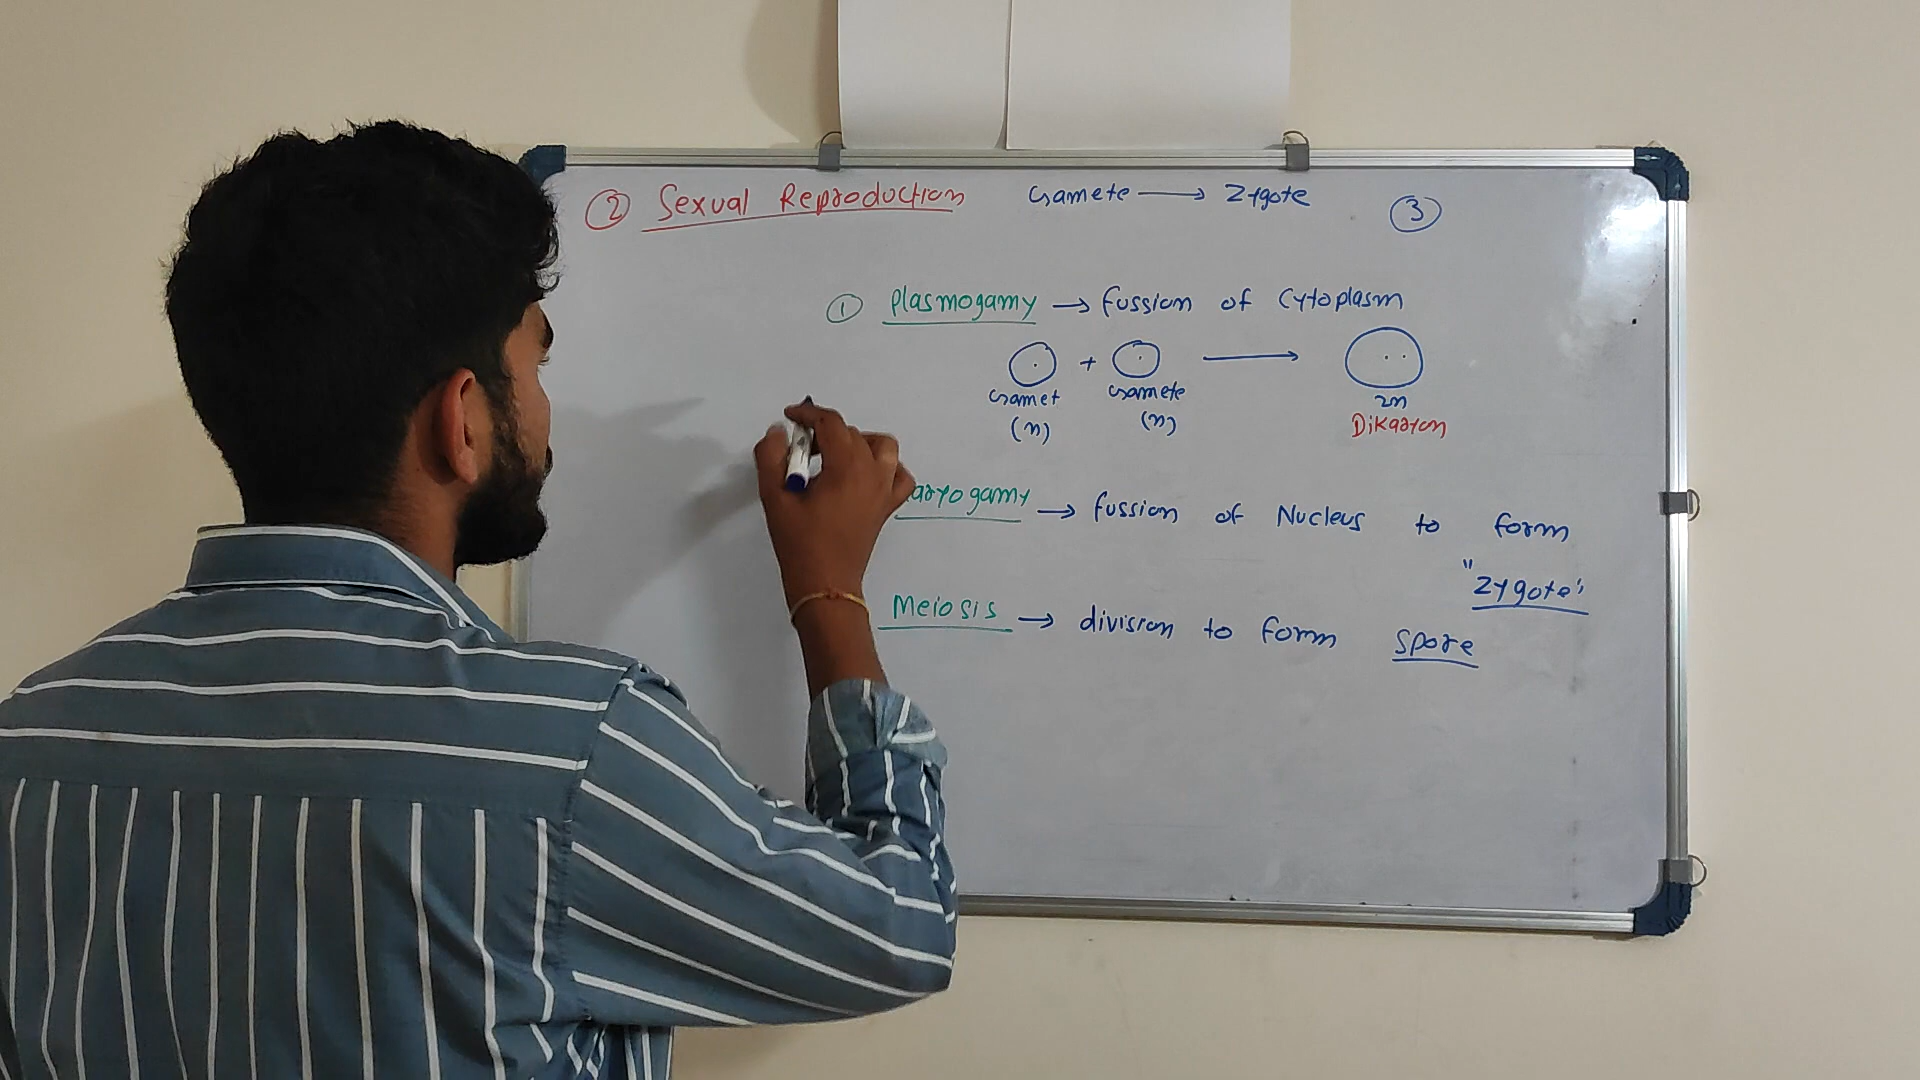 ② Sexual Reproduction Gamete → Zygote ③
① Plasmogamy → fussion of Cytoplasm
+ →
Gamet Gamete 2n
(n) (n) Dikaryon
aryogamy → fussion of Nucleus to form
"Zygote"
Meiosis → division to form Spore